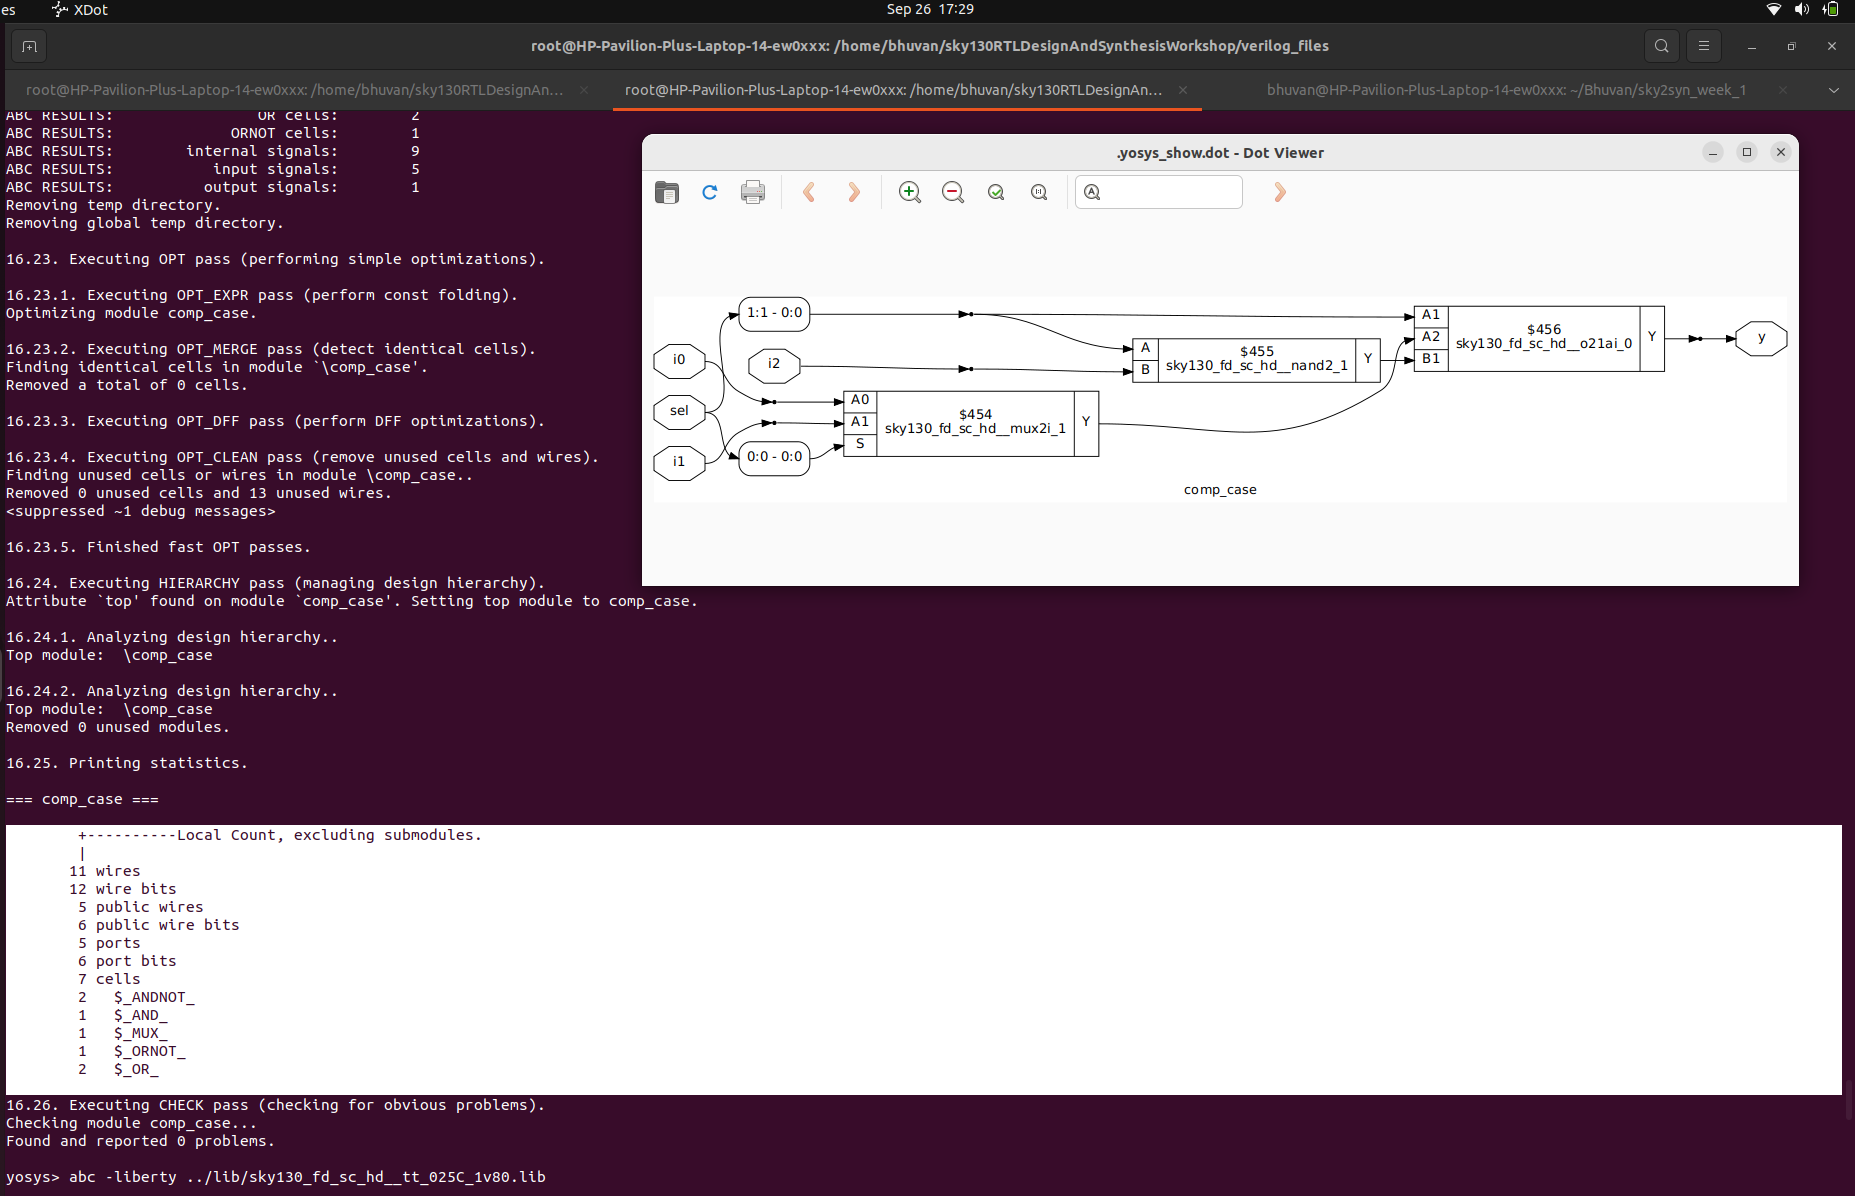 es XDot Sep 26 17:29
root@HP-Pavilion-Plus-Laptop-14-ew0xxx: /home/bhuvan/sky130RTLDesignAndSynthesisWorkshop/verilog_files
root@HP-Pavilion-Plus-Laptop-14-ew0xxx: /home/bhuvan/sky130RTLDesignAn...
root@HP-Pavilion-Plus-Laptop-14-ew0xxx: /home/bhuvan/sky130RTLDesignAn...
bhuvan@HP-Pavilion-Plus-Laptop-14-ew0xxx: ~/Bhuvan/sky2syn_week_1
ABC RESULTS:                OR cells:        2
ABC RESULTS:             ORNOT cells:        1
ABC RESULTS:        internal signals:        9
ABC RESULTS:           input signals:        5
ABC RESULTS:          output signals:        1
Removing temp directory.
Removing global temp directory.
16.23. Executing OPT pass (performing simple optimizations).
16.23.1. Executing OPT_EXPR pass (perform const folding).
Optimizing module comp_case.
16.23.2. Executing OPT_MERGE pass (detect identical cells).
Finding identical cells in module `\comp_case'.
Removed a total of 0 cells.
16.23.3. Executing OPT_DFF pass (perform DFF optimizations).
16.23.4. Executing OPT_CLEAN pass (remove unused cells and wires).
Finding unused cells or wires in module \comp_case..
Removed 0 unused cells and 13 unused wires.
<suppressed ~1 debug messages>
16.23.5. Finished fast OPT passes.
16.24. Executing HIERARCHY pass (managing design hierarchy).
Attribute `top' found on module `comp_case'. Setting top module to comp_case.
16.24.1. Analyzing design hierarchy..
Top module:  \comp_case
16.24.2. Analyzing design hierarchy..
Top module:  \comp_case
Removed 0 unused modules.
16.25. Printing statistics.
=== comp_case ===
+----------Local Count, excluding submodules.
|
11 wires
12 wire bits
5 public wires
6 public wire bits
5 ports
6 port bits
7 cells
2   $_ANDNOT_
1   $_AND_
1   $_MUX_
1   $_ORNOT_
2   $_OR_
16.26. Executing CHECK pass (checking for obvious problems).
Checking module comp_case...
Found and reported 0 problems.
yosys> abc -liberty ../lib/sky130_fd_sc_hd__tt_025C_1v80.lib
.yosys_show.dot - Dot Viewer
i0
sel
i1
1:1 - 0:0
i2
0:0 - 0:0
A0
A1
S
$454
sky130_fd_sc_hd__mux2i_1
Y
A
B
$455
sky130_fd_sc_hd__nand2_1
Y
A1
A2
B1
$456
sky130_fd_sc_hd__o21ai_0
Y
y
comp_case